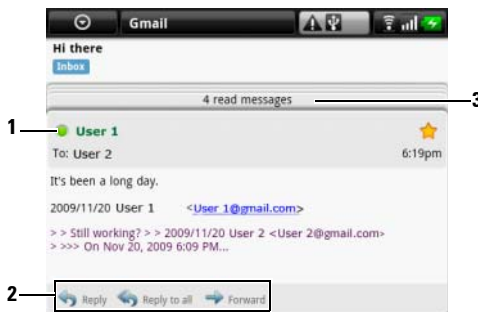 Gmail
Hi there
Inbox
4 read messages
3
1
User 1
To: User 2
6:19pm
It's been a long day.
2009/11/20 User 1 <User 1@gmail.com>
> > Still working? > > 2009/11/20 User 2 <User 2@gmail.com>
> >>> On Nov 20, 2009 6:09 PM...
2
Reply Reply to all Forward